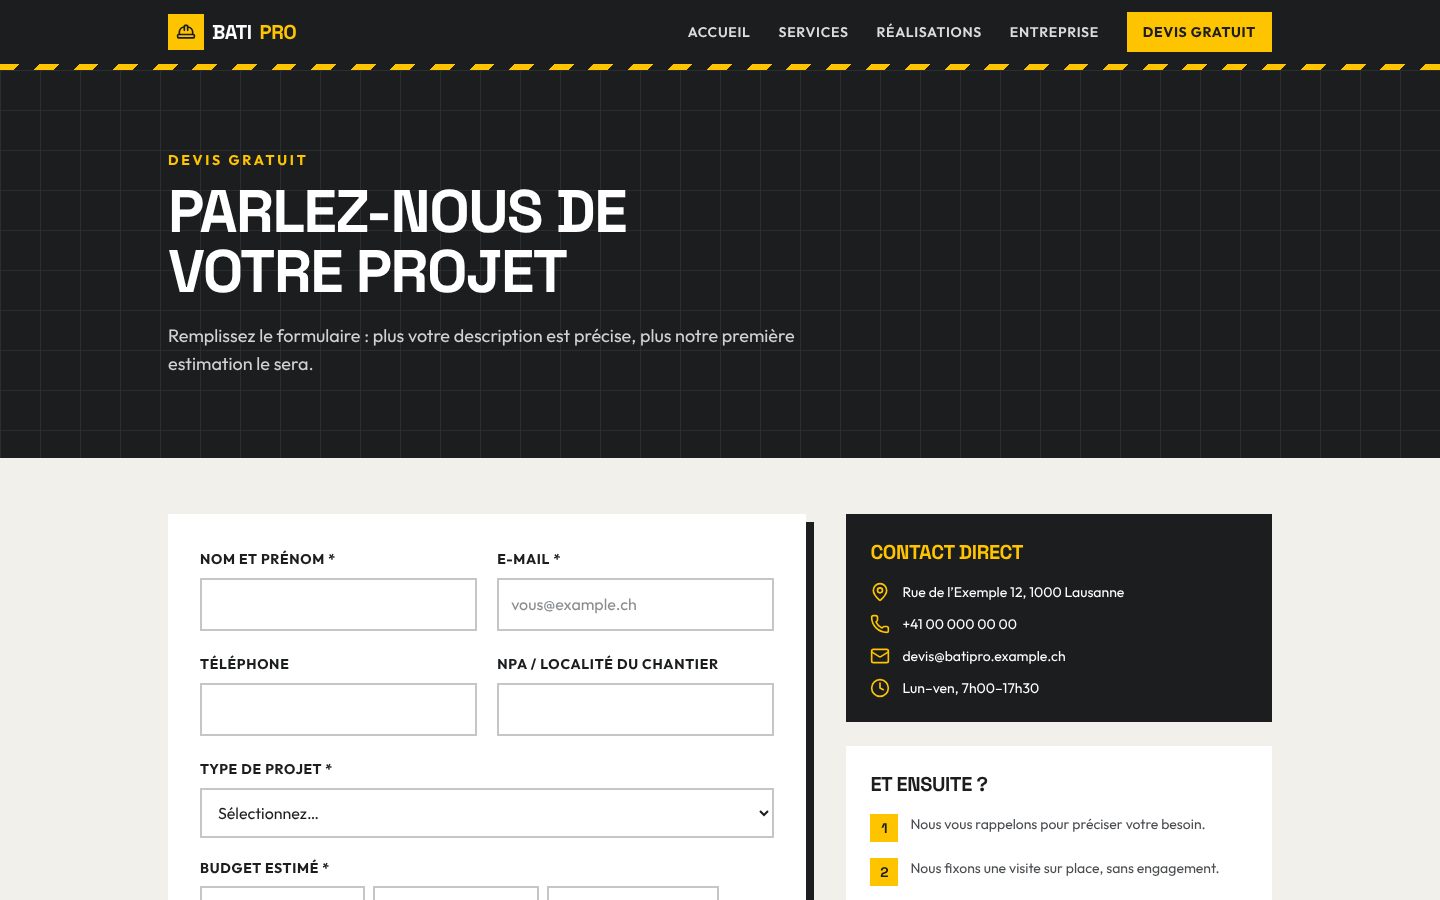 BATI PRO
ACCUEIL
SERVICES
RÉALISATIONS
ENTREPRISE
DEVIS GRATUIT
DEVIS GRATUIT
PARLEZ-NOUS DE
VOTRE PROJET
Remplissez le formulaire : plus votre description est précise, plus notre première
estimation le sera.
NOM ET PRÉNOM *
E-MAIL *
vous@example.ch
TÉLÉPHONE
NPA / LOCALITÉ DU CHANTIER
TYPE DE PROJET *
Sélectionnez…
BUDGET ESTIMÉ *
CONTACT DIRECT
Rue de l’Exemple 12, 1000 Lausanne
+41 00 000 00 00
devis@batipro.example.ch
Lun–ven, 7h00–17h30
ET ENSUITE ?
1 Nous vous rappelons pour préciser votre besoin.
2 Nous fixons une visite sur place, sans engagement.